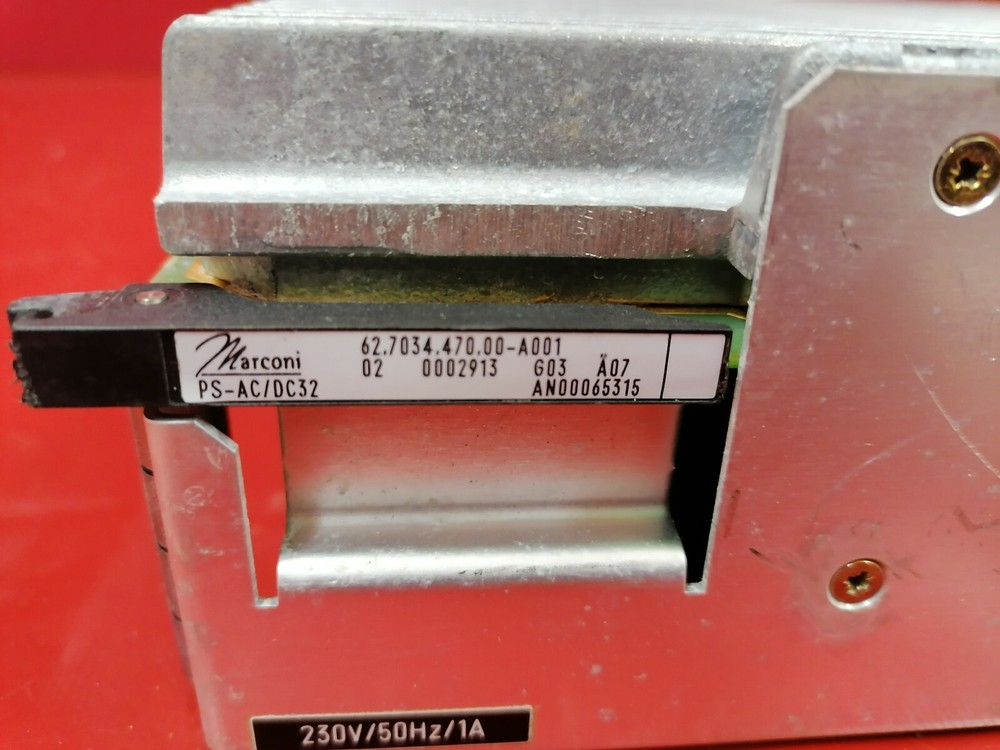 Marconi 62.7034.470.00-A001
02 0002913 G03 Ä07
PS-AC/DC32 AN00065315
230V/50Hz/1A